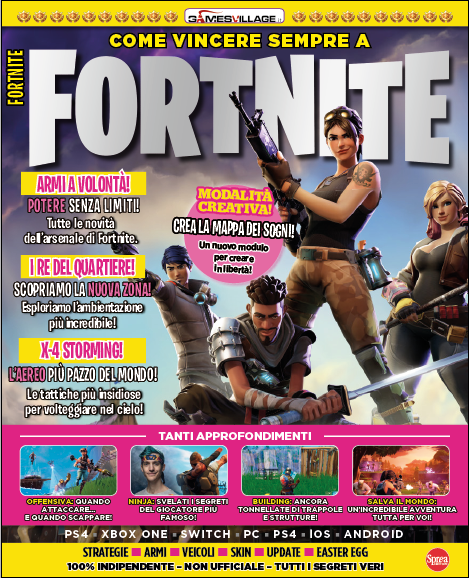 GAMESVILLAGE.it
COME VINCERE SEMPRE A
FORTNITE
FORTNITE
ARMI A VOLONTÀ!
POTERE SENZA LIMITI!
Tutte le novità
dell'arsenale di Fortnite.
MODALITÀ
CREATIVA!
CREA LA MAPPA DEI SOGNI!
Un nuovo modulo
per creare
in libertà!
I RE DEL QUARTIERE!
SCOPRIAMO LA NUOVA ZONA!
Esploriamo l'ambientazione
più incredibile!
X-4 STORMING!
L'AEREO PIÙ PAZZO DEL MONDO!
Le tattiche più insidiose
per volteggiare nel cielo!
TANTI APPROFONDIMENTI
OFFENSIVA: QUANDO
ATTACCARE...
E QUANDO SCAPPARE!
NINJA: SVELATI I SEGRETI
DEL GIOCATORE PIÙ
FAMOSO!
BUILDING: ANCORA
TONNELLATE DI TRAPPOLE
E STRUTTURE!
SALVA IL MONDO:
UN'INCREDIBILE AVVENTURA
TUTTA PER VOI!
PS4 • XBOX ONE • SWITCH • PC • PS4 • IOS • ANDROID
STRATEGIE ■ ARMI ■ VEICOLI ■ SKIN ■ UPDATE ■ EASTER EGG
100% INDIPENDENTE – NON UFFICIALE – TUTTI I SEGRETI VERI
Sprea